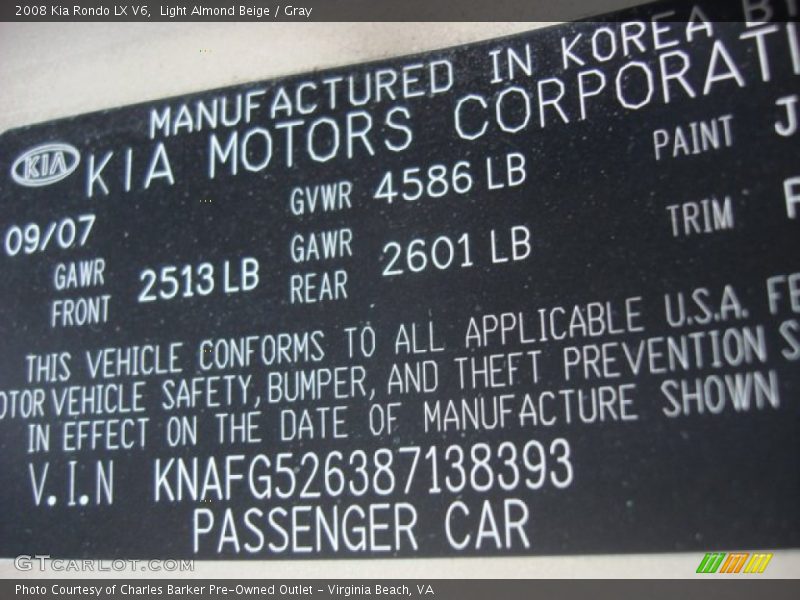 2008 Kia Rondo LX V6,  Light Almond Beige / Gray
MANUFACTURED IN KOREA
KIA KIA MOTORS CORPORATI
09/07 GVWR 4586 LB PAINT J
GAWR FRONT 2513 LB GAWR REAR 2601 LB TRIM
THIS VEHICLE CONFORMS TO ALL APPLICABLE U.S.A. FE
OTOR VEHICLE SAFETY, BUMPER, AND THEFT PREVENTION S
IN EFFECT ON THE DATE OF MANUFACTURE SHOWN
V.I.N KNAFG526387138393
PASSENGER CAR
GTCARLOT.COM
Photo Courtesy of Charles Barker Pre-Owned Outlet - Virginia Beach, VA